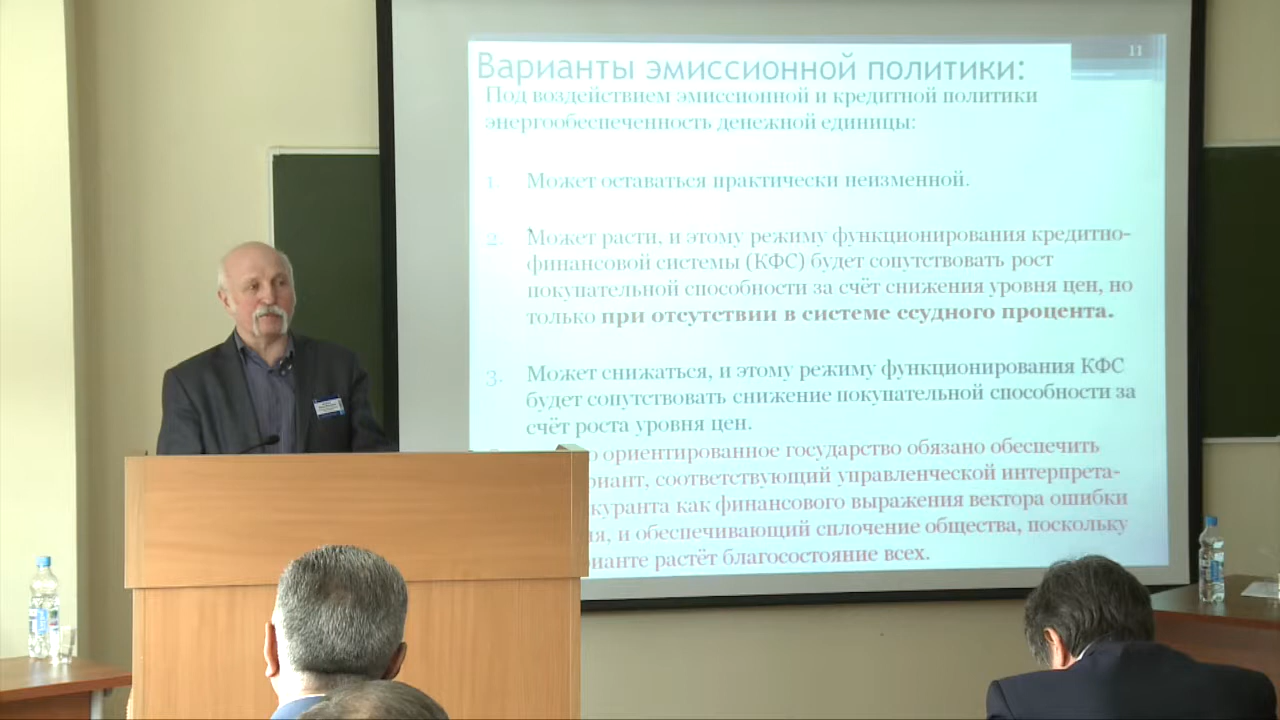 11
Варианты эмиссионной политики:
Под воздействием эмиссионной и кредитной политики
энергообеспеченность денежной единицы:
1. Может оставаться практически неизменной.
2. Может расти, и этому режиму функционирования кредитно-
финансовой системы (КФС) будет сопутствовать рост
покупательной способности за счёт снижения уровня цен, но
только при отсутствии в системе ссудного процента.
3. Может снижаться, и этому режиму функционирования КФС
будет сопутствовать снижение покупательной способности за
счёт роста уровня цен.
ориентированное государство обязано обеспечить
соответствующий управленческой интерпрета-
как финансового выражения вектора ошибки
и обеспечивающий сплочение общества, поскольку
растёт благосостояние всех.